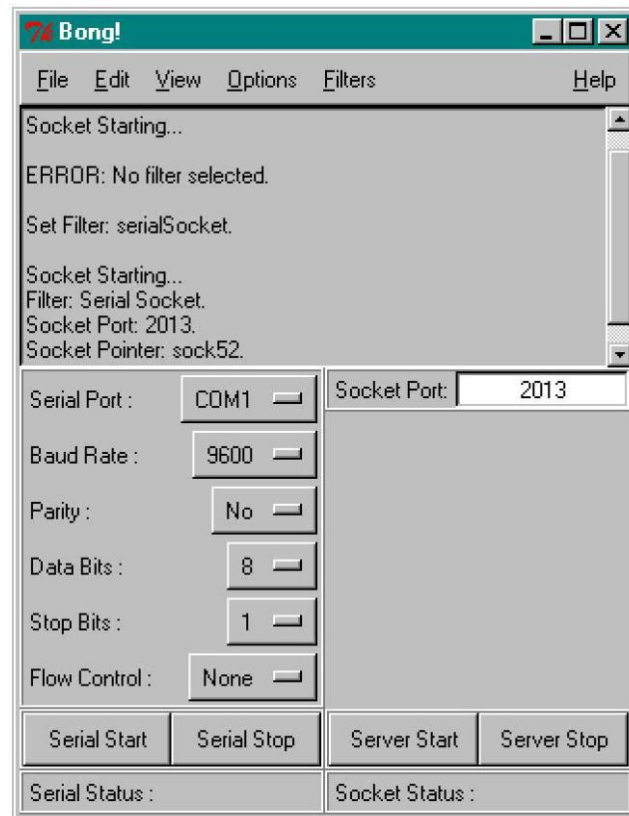 Tk Bong!
File Edit View Options Filters Help
Socket Starting...
ERROR: No filter selected.
Set Filter: serialSocket.
Socket Starting...
Filter: Serial Socket.
Socket Port: 2013.
Socket Pointer: sock52.
Serial Port : COM1
Socket Port: 2013
Baud Rate : 9600
Parity : No
Data Bits : 8
Stop Bits : 1
Flow Control : None
Serial Start Serial Stop Server Start Server Stop
Serial Status : Socket Status :